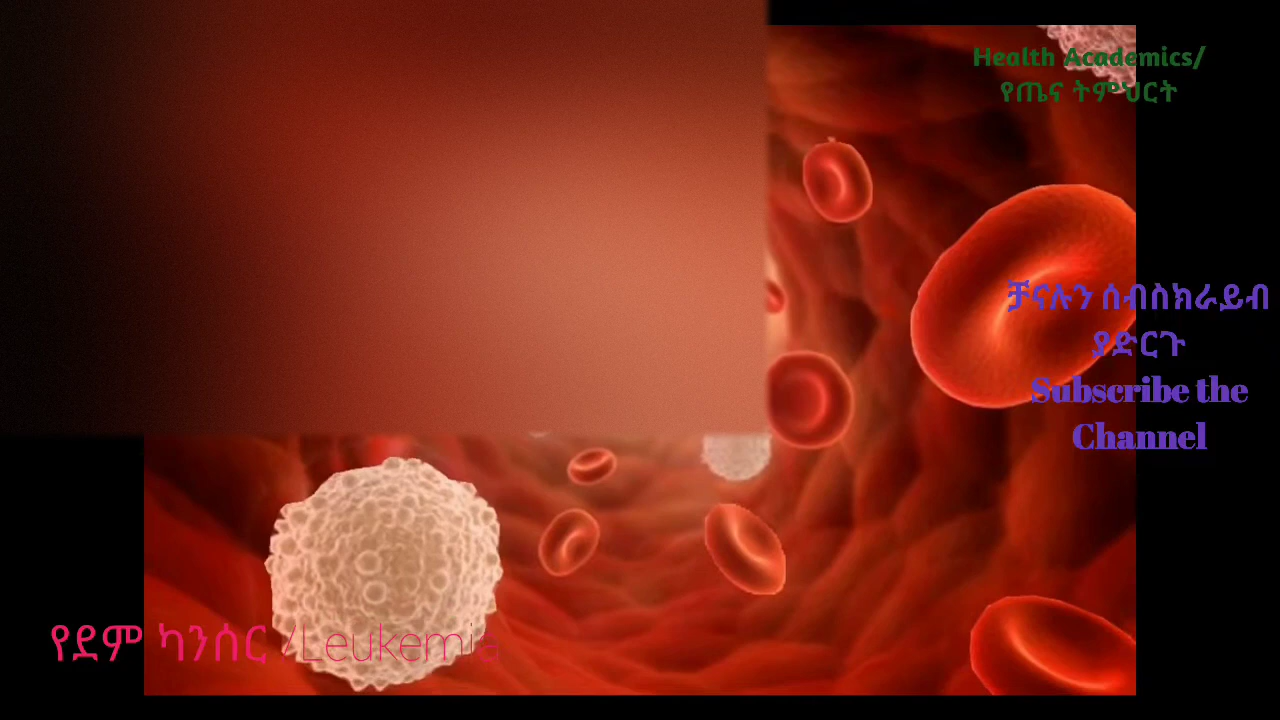 Health Academics/
የጤና ትምህርት
ቻናሉን ሰብስክራይብ
ያድርጉ
Subscribe the
Channel
የደም ካንሰር /Leukemia